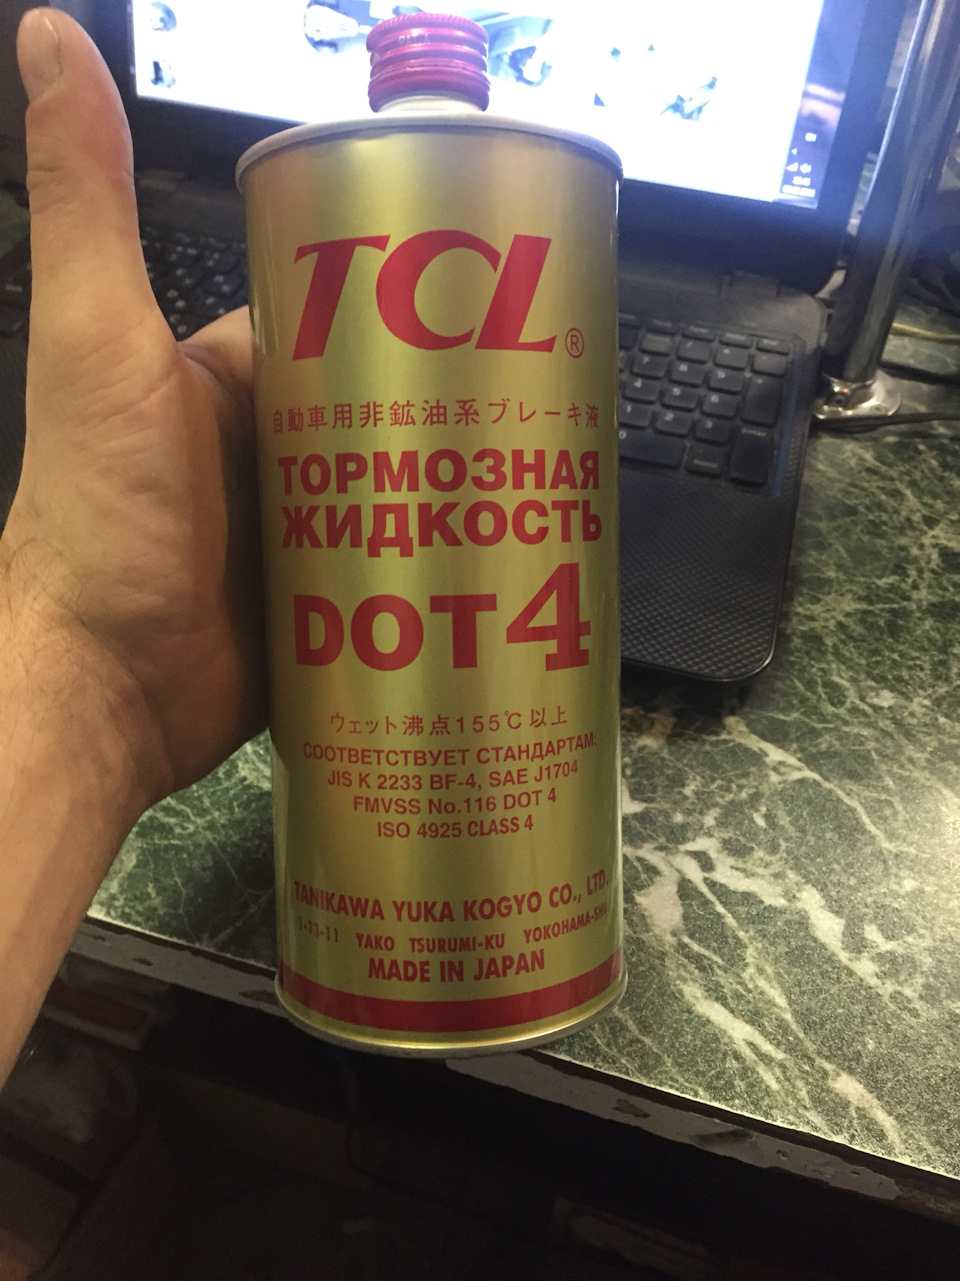 TCL®
自動車用非鉱油系ブレーキ液
ТОРМОЗНАЯ
ЖИДКОСТЬ
DOT 4
ウェット沸点155℃以上
СООТВЕТСТВУЕТ СТАНДАРТАМ:
JIS K 2233 BF-4, SAE J1704
FMVSS No.116 DOT 4
ISO 4925 CLASS 4
TANIKAWA YUKA KOGYO CO., LTD.
1-33-11 YAKO TSURUMI-KU YOKOHAMA-SHI
MADE IN JAPAN